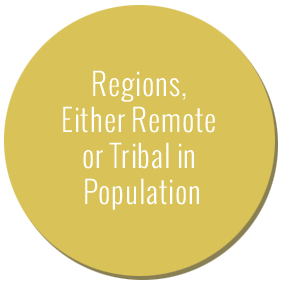 Regions,
Either Remote
or Tribal in
Population